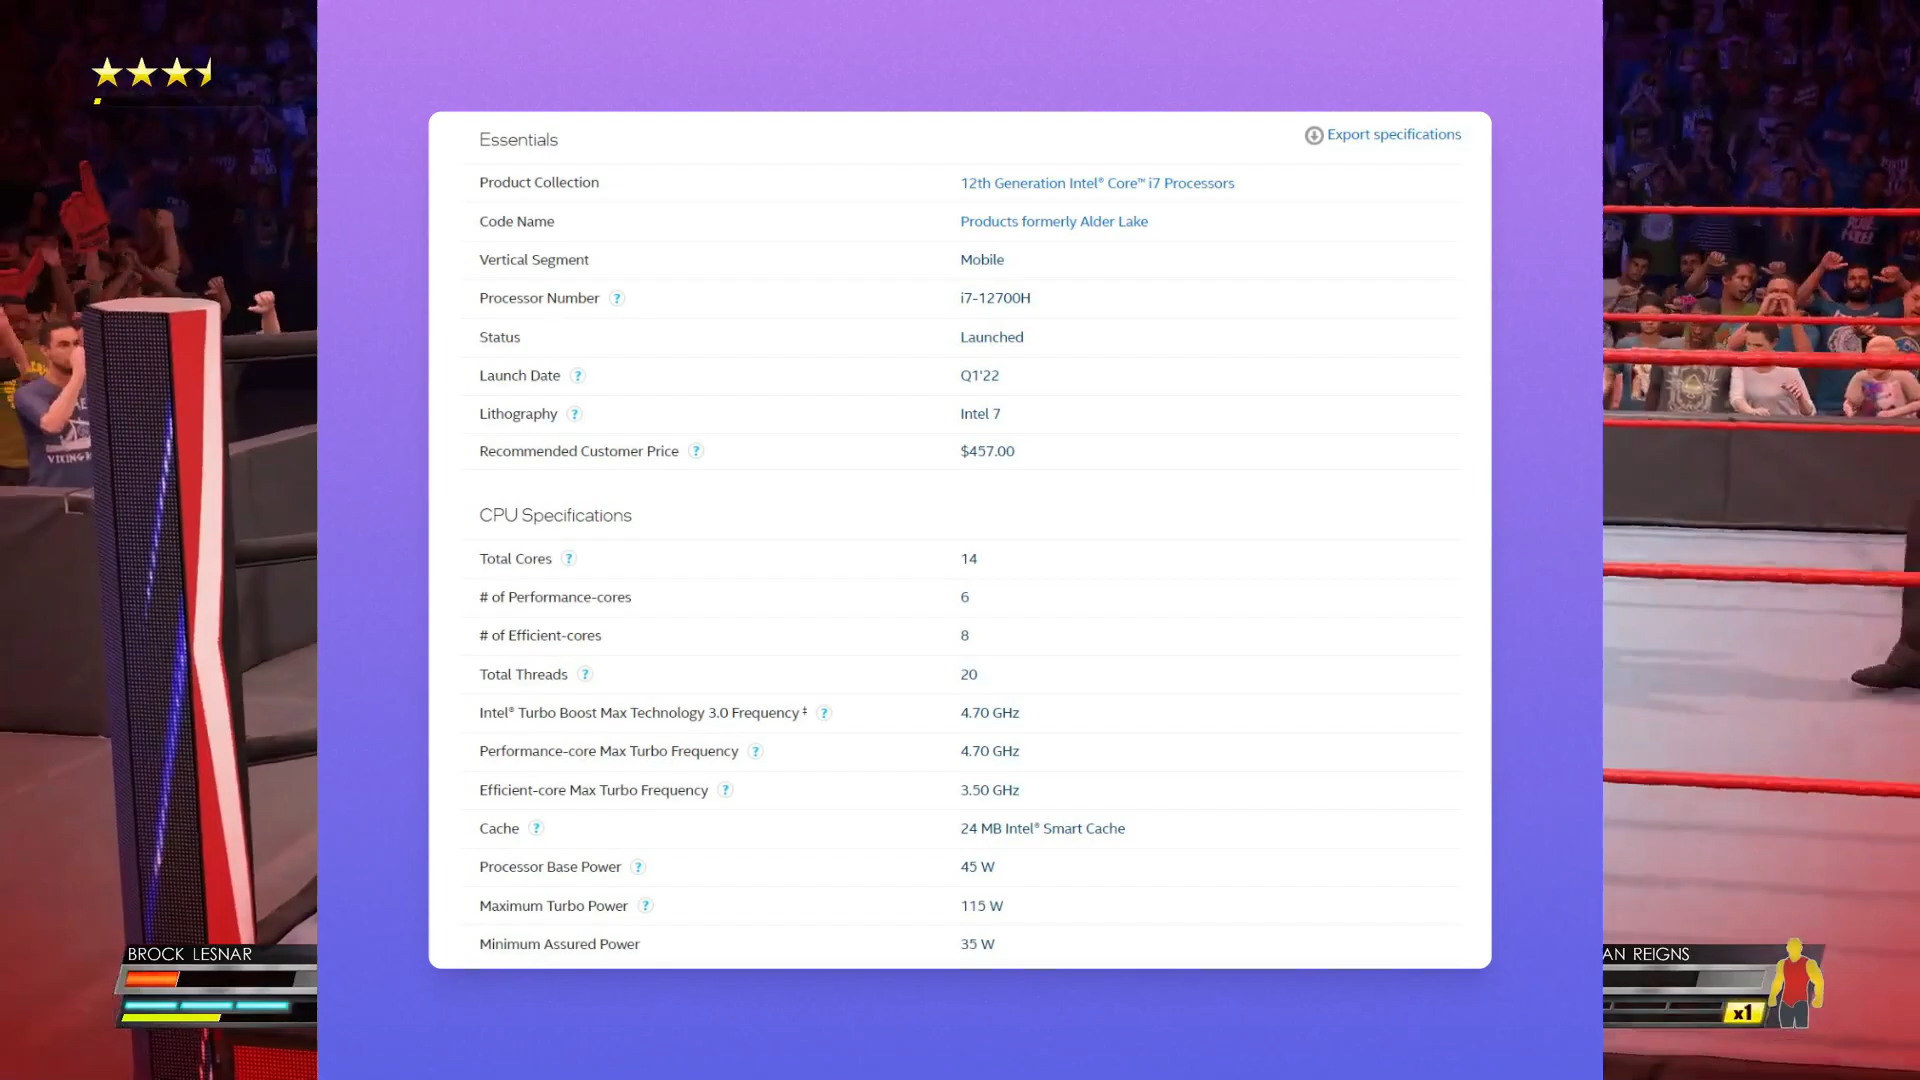 Essentials
Export specifications
Product Collection 12th Generation Intel® Core™ i7 Processors
Code Name Products formerly Alder Lake
Vertical Segment Mobile
Processor Number ? i7-12700H
Status Launched
Launch Date ? Q1'22
Lithography ? Intel 7
Recommended Customer Price ? $457.00
CPU Specifications
Total Cores ? 14
# of Performance-cores 6
# of Efficient-cores 8
Total Threads ? 20
Intel® Turbo Boost Max Technology 3.0 Frequency ‡ ? 4.70 GHz
Performance-core Max Turbo Frequency ? 4.70 GHz
Efficient-core Max Turbo Frequency ? 3.50 GHz
Cache ? 24 MB Intel® Smart Cache
Processor Base Power ? 45 W
Maximum Turbo Power ? 115 W
Minimum Assured Power 35 W
BROCK LESNAR
AN REIGNS
x1